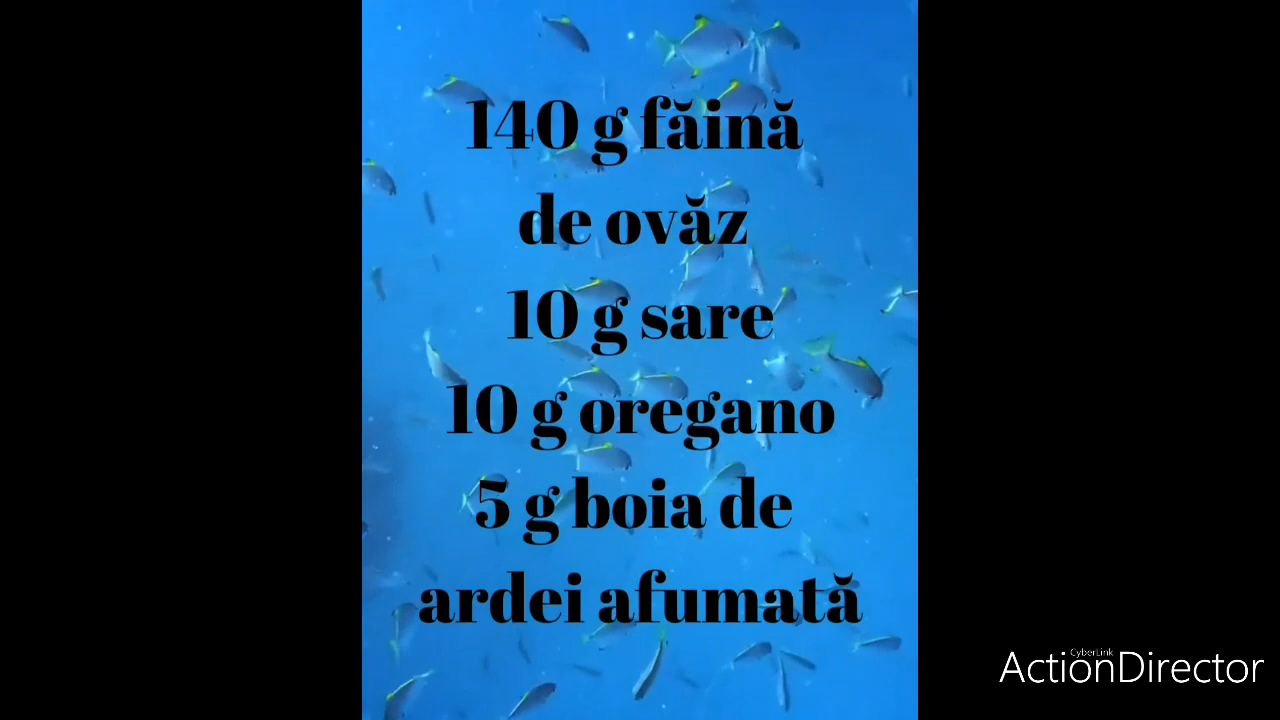 140 g făină
de ovăz
10 g sare
10 g oregano
5 g boia de
ardei afumată
CyberLink
ActionDirector